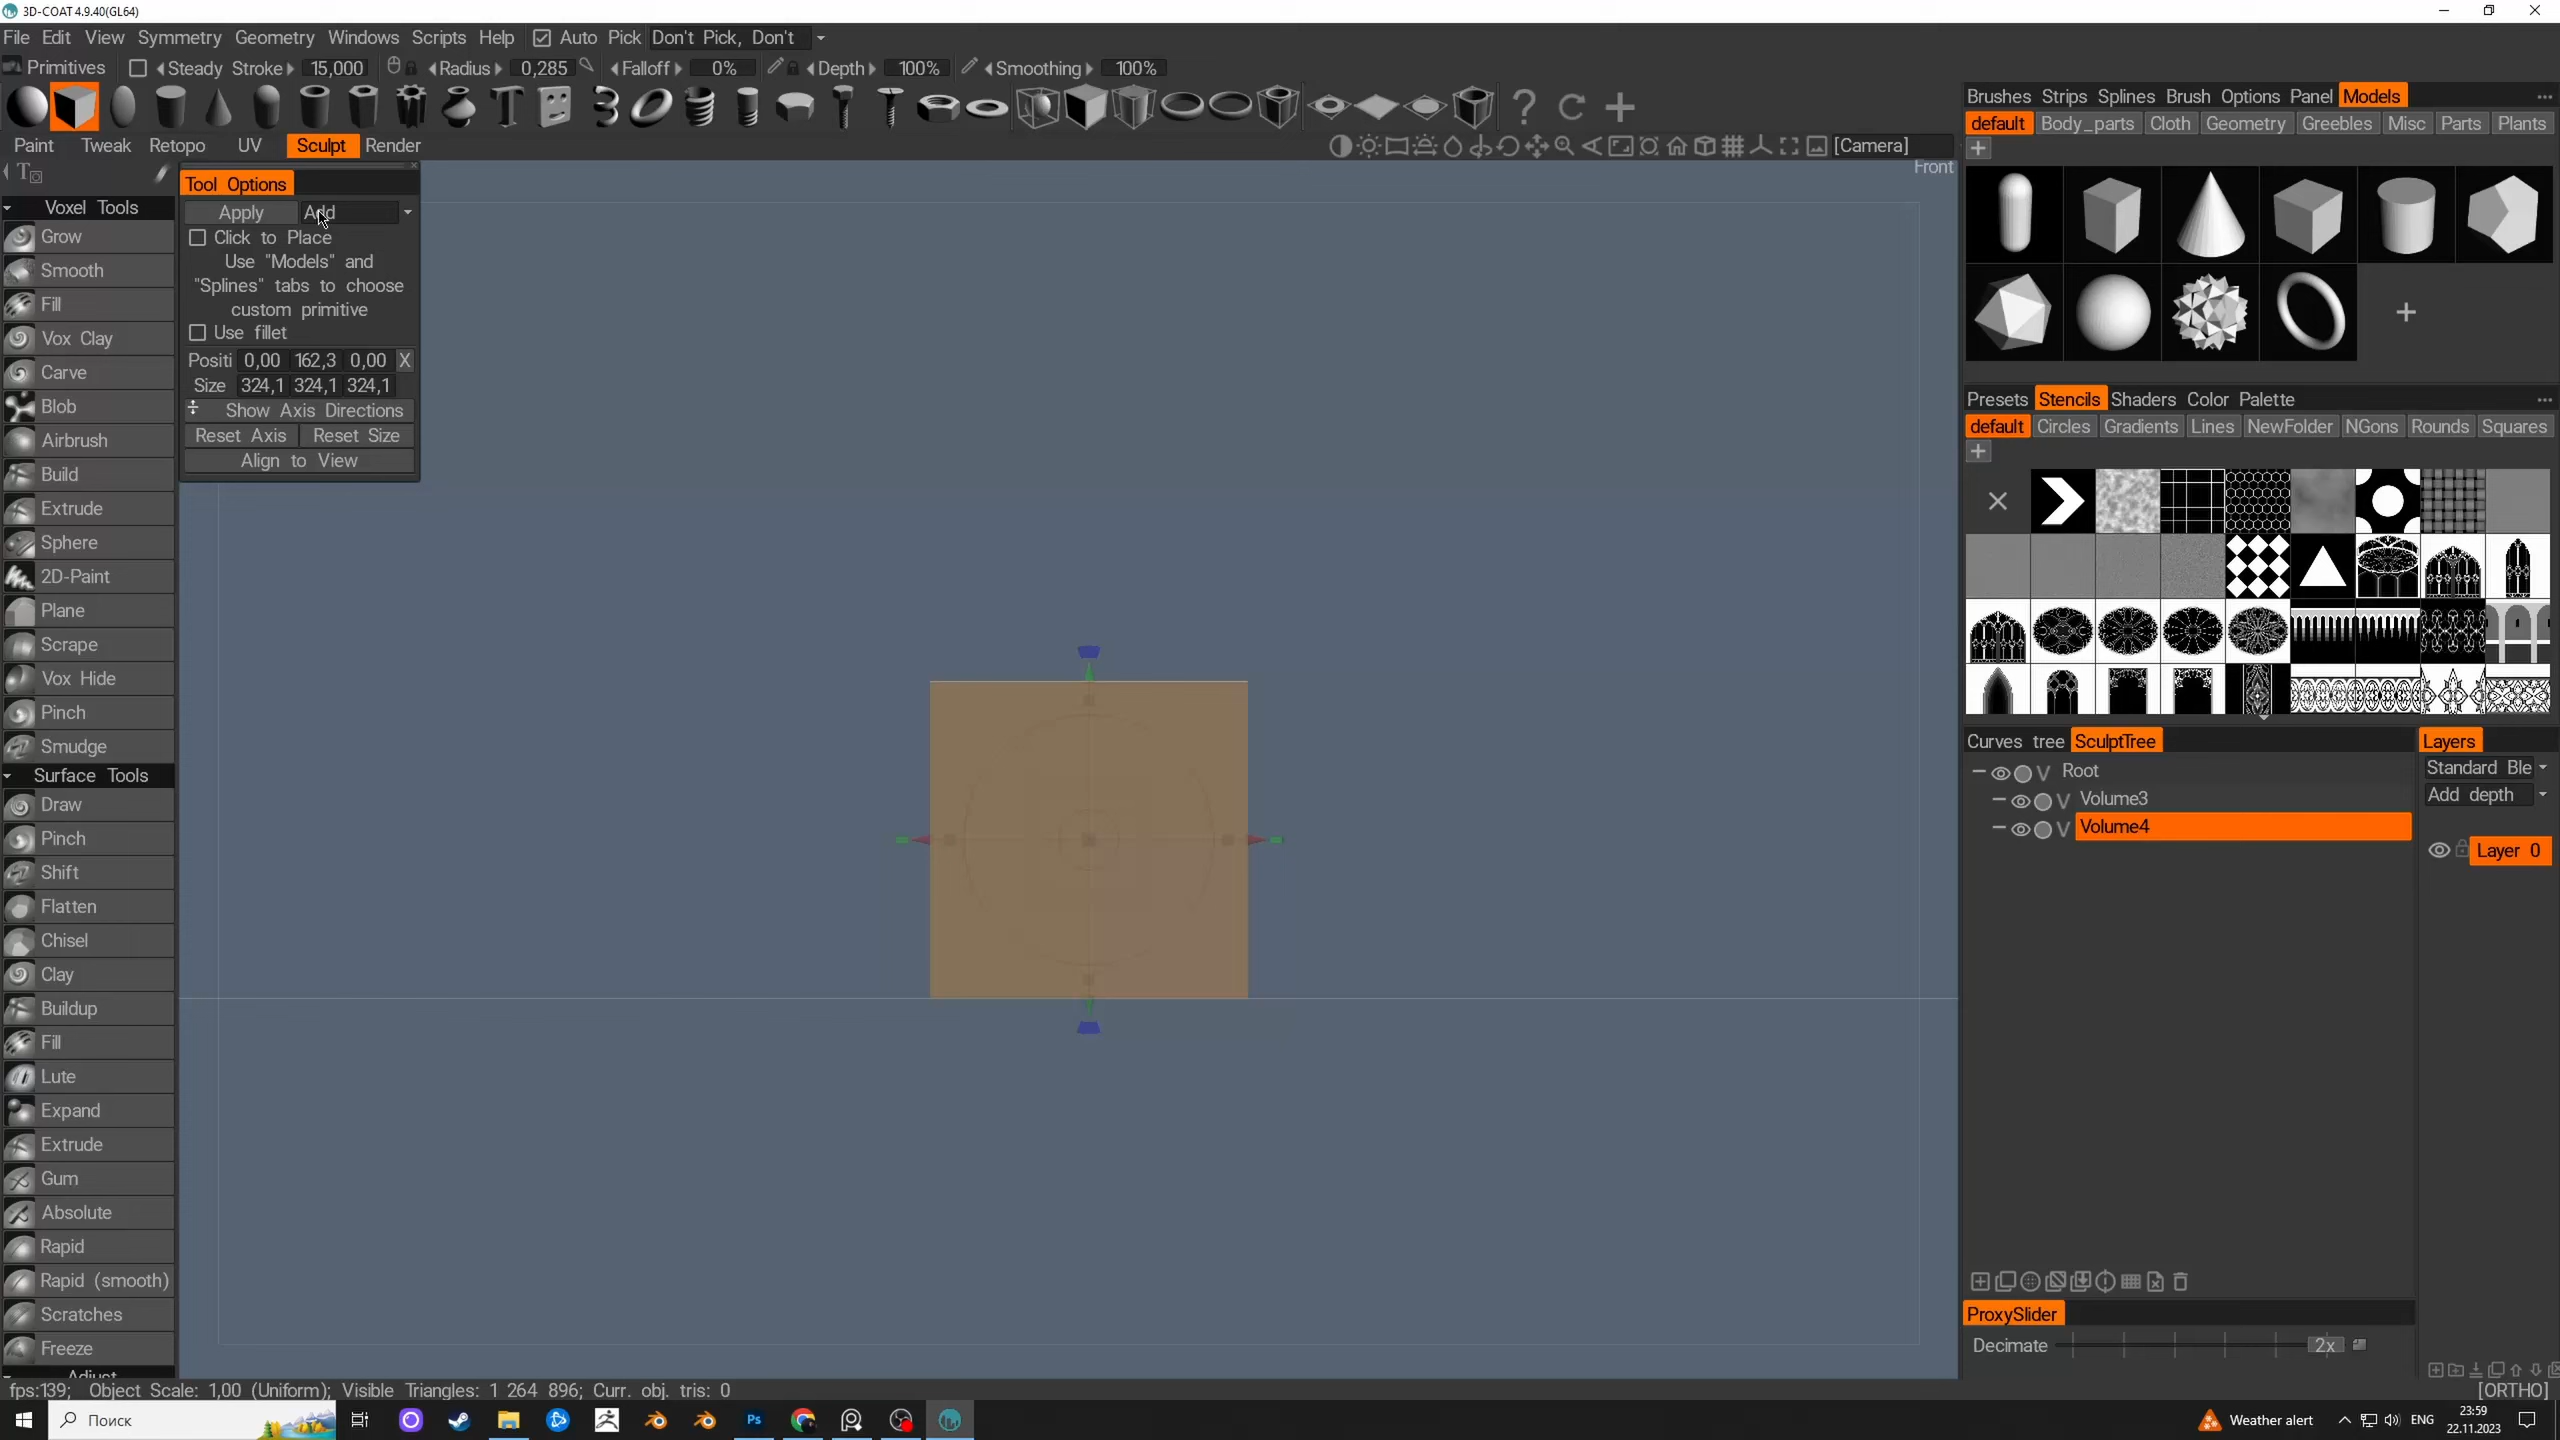 3D-COAT 4.9.40(GL64)
File Edit View Symmetry Geometry Windows Scripts Help Auto Pick Don't Pick, Don't
Primitives Steady Stroke 15,000 Radius 0,285 Falloff 0% Depth 100% Smoothing 100%
Brushes Strips Splines Brush Options Panel Models
default Body_parts Cloth Geometry Greebles Misc Parts Plants
Paint Tweak Retopo UV Sculpt Render [Camera]
Front
Tool Options
Apply Add
Click to Place
Use "Models" and
"Splines" tabs to choose
custom primitive
Use fillet
Positi 0,00 162,3 0,00 X
Size 324,1 324,1 324,1
Show Axis Directions
Reset Axis Reset Size
Align to View
Voxel Tools
Grow
Smooth
Fill
Vox Clay
Carve
Blob
Airbrush
Build
Extrude
Sphere
2D-Paint
Plane
Scrape
Vox Hide
Pinch
Smudge
Surface Tools
Draw
Pinch
Shift
Flatten
Chisel
Clay
Buildup
Fill
Lute
Expand
Extrude
Gum
Absolute
Rapid
Rapid (smooth)
Scratches
Freeze
Adjust
Presets Stencils Shaders Color Palette
default Circles Gradients Lines NewFolder NGons Rounds Squares
Curves tree SculptTree
V Root
V Volume3
V Volume4
Layers
Standard Ble
Add depth
Layer 0
ProxySlider
Decimate 2x
fps:139; Object Scale: 1,00 (Uniform); Visible Triangles: 1 264 896; Curr. obj. tris: 0
[ORTHO]
Поиск
Ps
Weather alert
ENG
23:59
22.11.2023